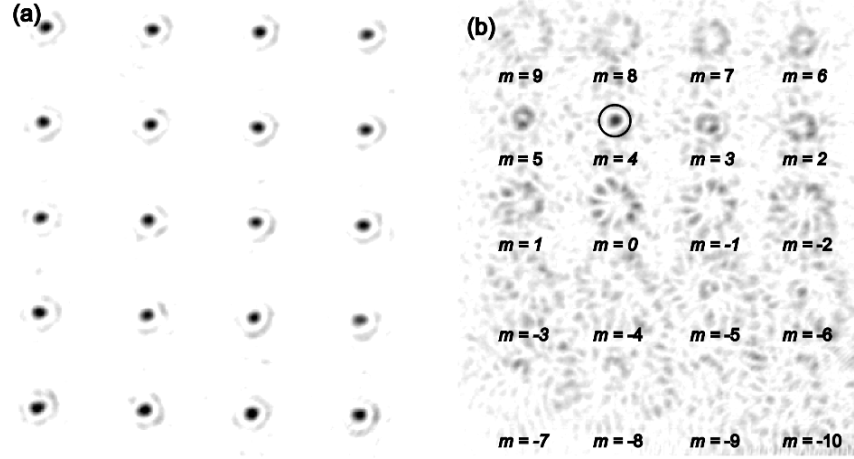 (a)
(b)
m = 9 m = 8 m = 7 m = 6
m = 5 m = 4 m = 3 m = 2
m = 1 m = 0 m = -1 m = -2
m = -3 m = -4 m = -5 m = -6
m = -7 m = -8 m = -9 m = -10